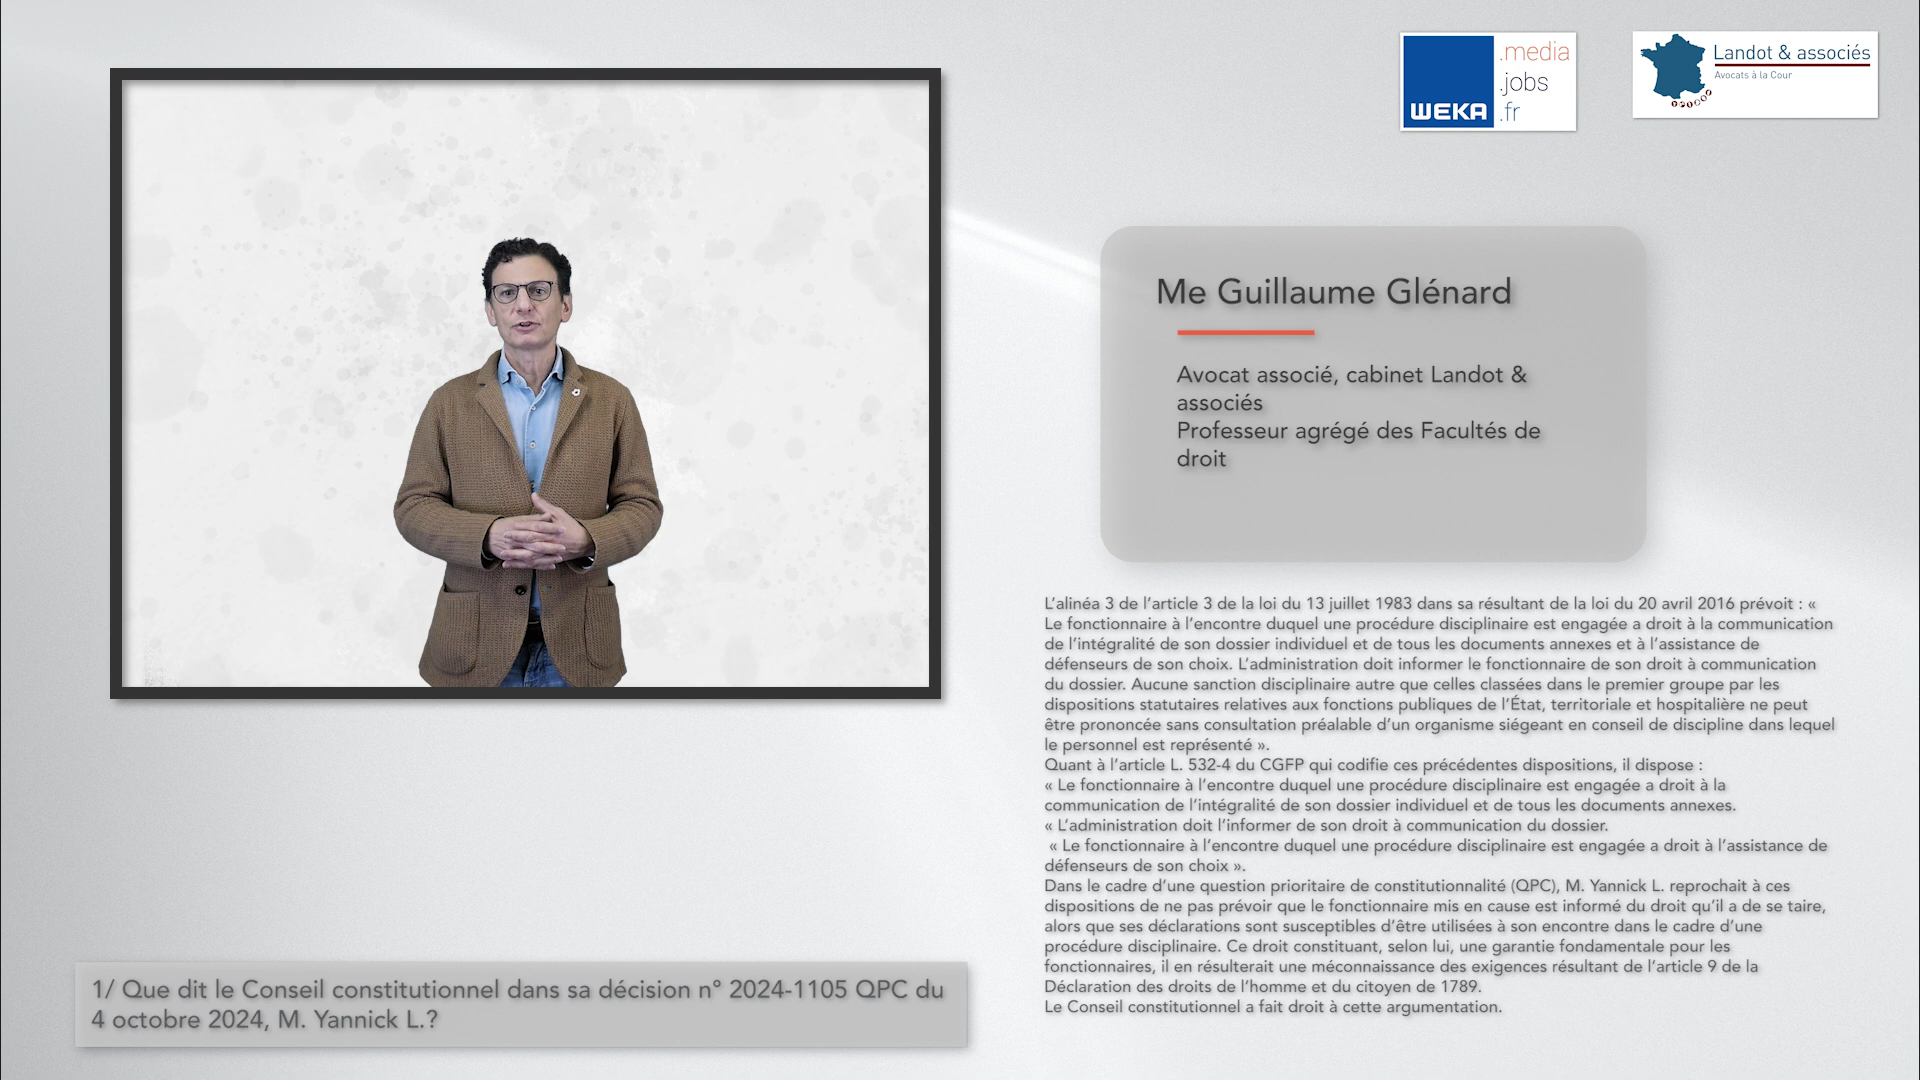 WEKA
.media
.jobs
.fr
Landot & associés
Avocats à la Cour
Me Guillaume Glénard
Avocat associé, cabinet Landot &
associés
Professeur agrégé des Facultés de
droit
L’alinéa 3 de l’article 3 de la loi du 13 juillet 1983 dans sa résultant de la loi du 20 avril 2016 prévoit : «
Le fonctionnaire à l’encontre duquel une procédure disciplinaire est engagée a droit à la communication
de l’intégralité de son dossier individuel et de tous les documents annexes et à l’assistance de
défenseurs de son choix. L’administration doit informer le fonctionnaire de son droit à communication
du dossier. Aucune sanction disciplinaire autre que celles classées dans le premier groupe par les
dispositions statutaires relatives aux fonctions publiques de l’État, territoriale et hospitalière ne peut
être prononcée sans consultation préalable d’un organisme siégeant en conseil de discipline dans lequel
le personnel est représenté ».
Quant à l’article L. 532-4 du CGFP qui codifie ces précédentes dispositions, il dispose :
« Le fonctionnaire à l’encontre duquel une procédure disciplinaire est engagée a droit à la
communication de l’intégralité de son dossier individuel et de tous les documents annexes.
« L’administration doit l’informer de son droit à communication du dossier.
« Le fonctionnaire à l’encontre duquel une procédure disciplinaire est engagée a droit à l’assistance de
défenseurs de son choix ».
Dans le cadre d’une question prioritaire de constitutionnalité (QPC), M. Yannick L. reprochait à ces
dispositions de ne pas prévoir que le fonctionnaire mis en cause est informé du droit qu’il a de se taire,
alors que ses déclarations sont susceptibles d’être utilisées à son encontre dans le cadre d’une
procédure disciplinaire. Ce droit constituant, selon lui, une garantie fondamentale pour les
fonctionnaires, il en résulterait une méconnaissance des exigences résultant de l’article 9 de la
Déclaration des droits de l’homme et du citoyen de 1789.
Le Conseil constitutionnel a fait droit à cette argumentation.
1/ Que dit le Conseil constitutionnel dans sa décision n° 2024-1105 QPC du
4 octobre 2024, M. Yannick L.?